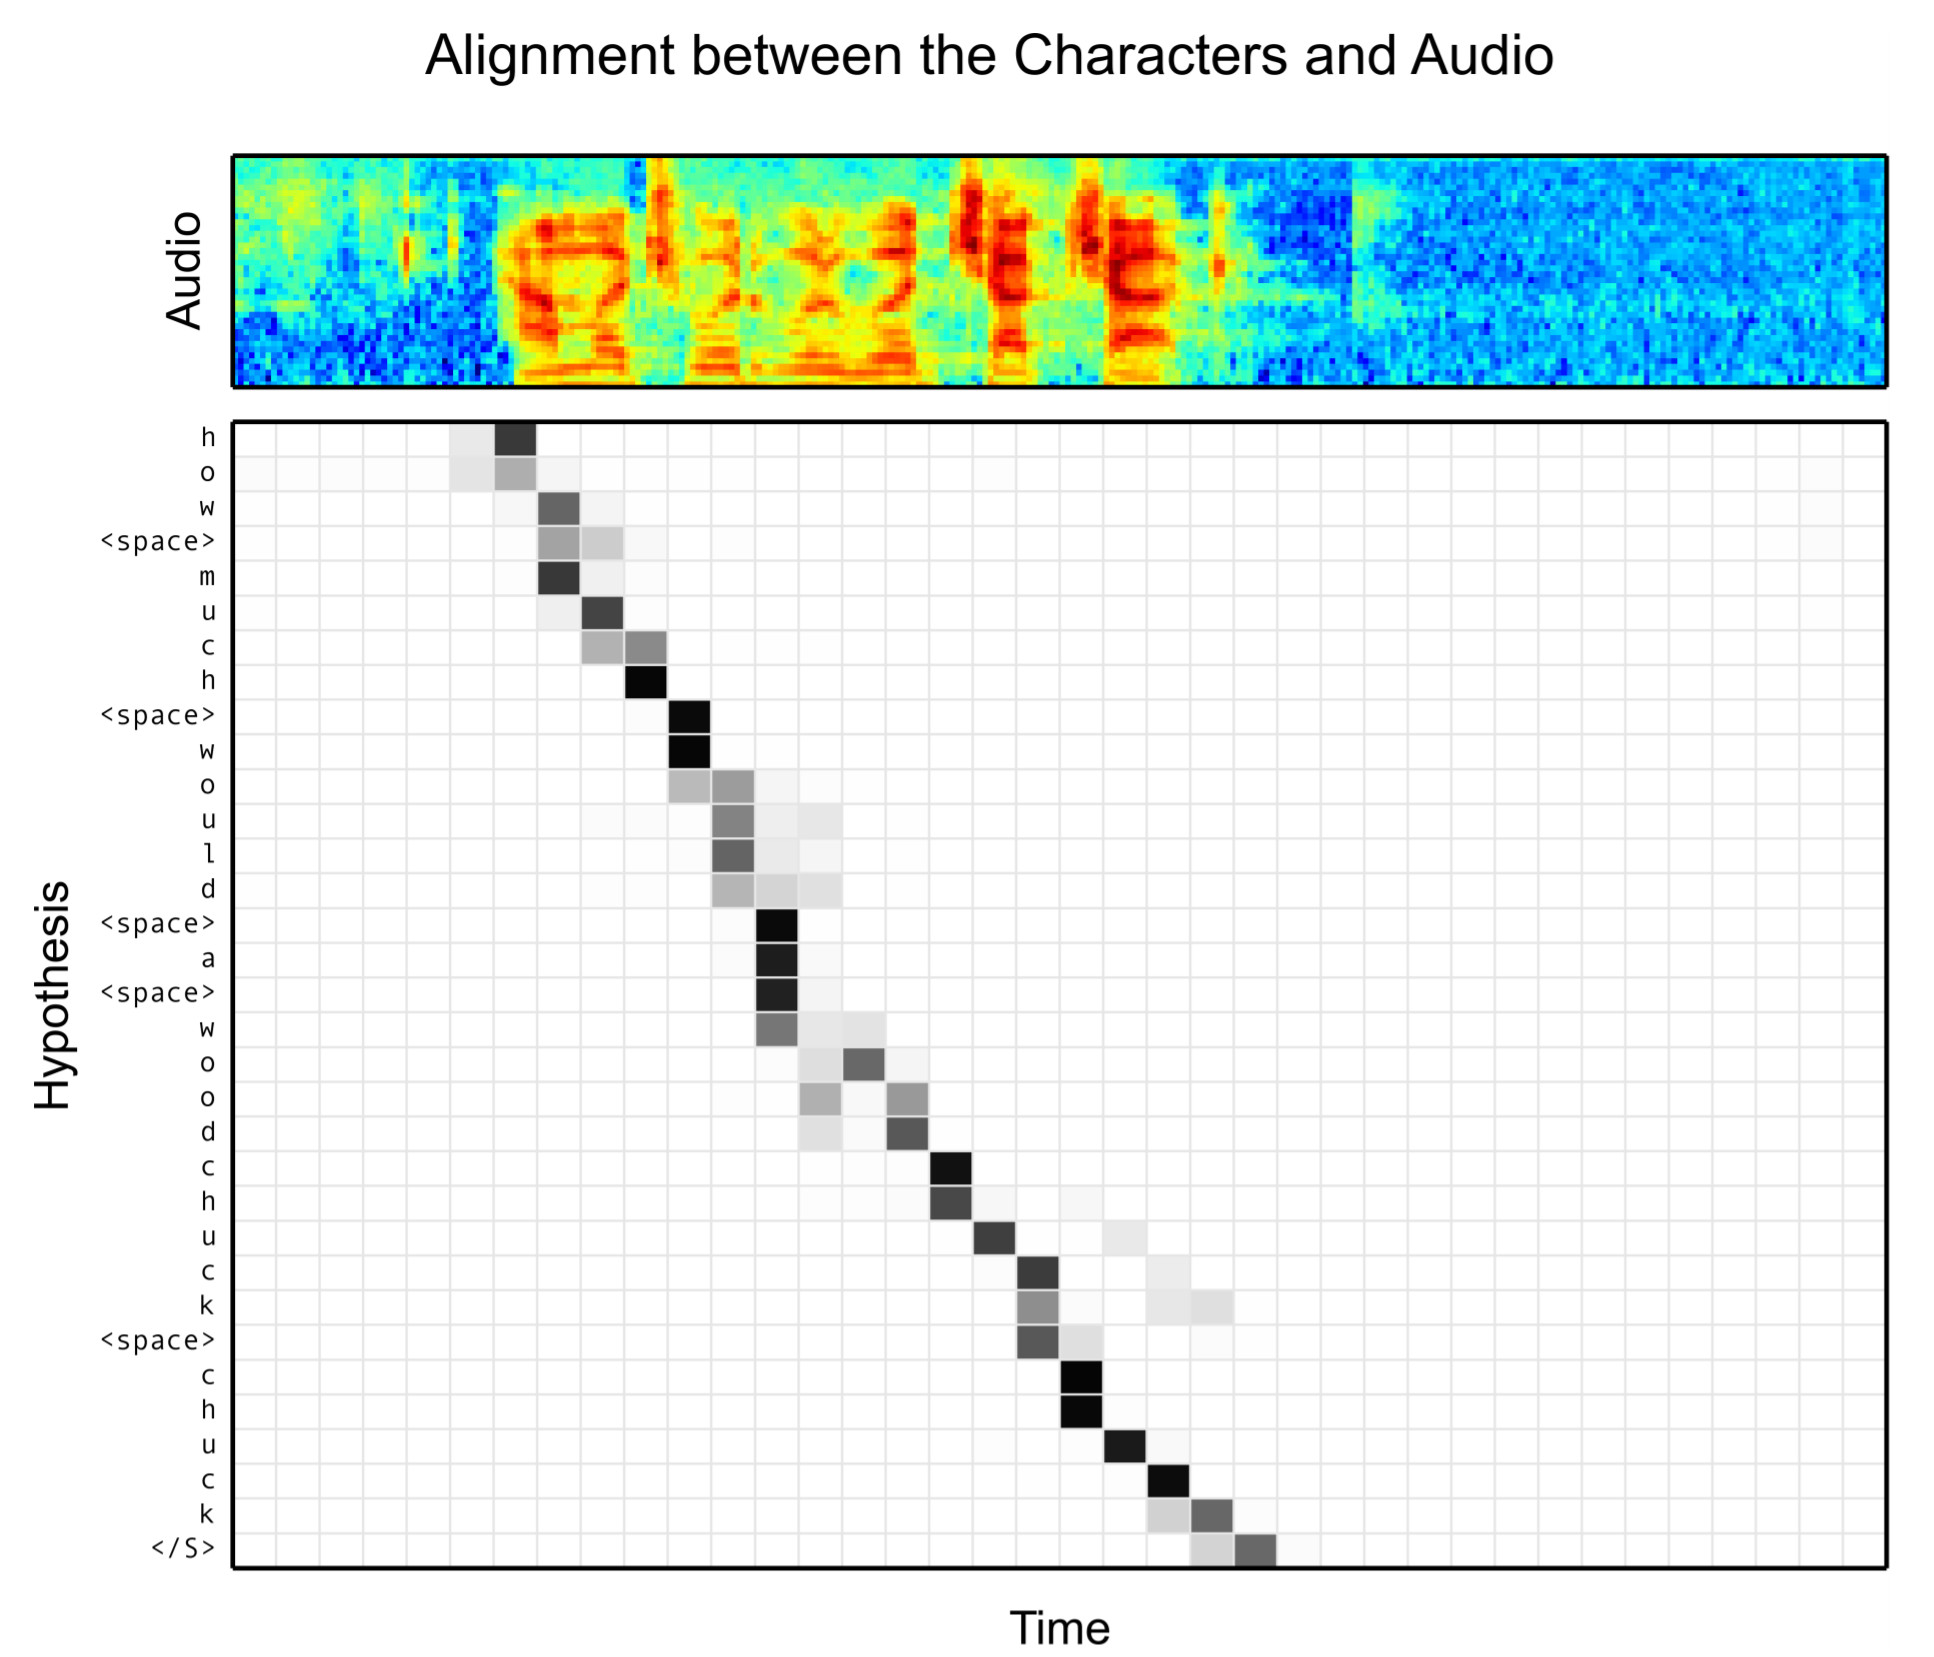 Alignment between the Characters and Audio
Audio
Hypothesis
h
o
w
<space>
m
u
c
h
<space>
w
o
u
l
d
<space>
a
<space>
w
o
o
d
c
h
u
c
k
<space>
c
h
u
c
k
</S>
Time